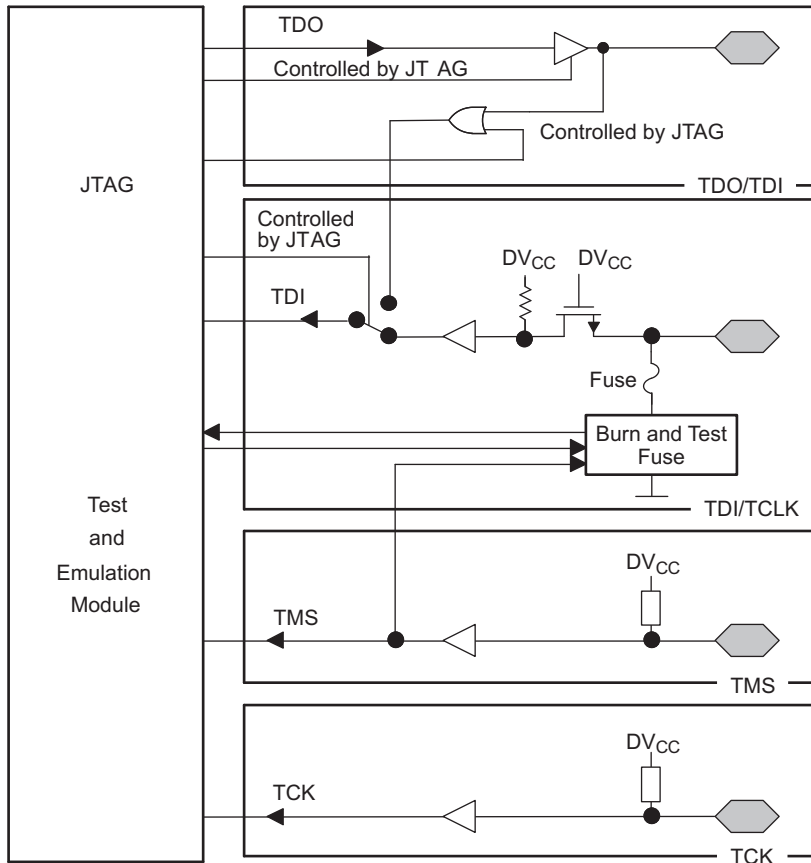 TDO
Controlled by JT AG
Controlled by JTAG
TDO/TDI
JTAG
Controlled
by JTAG
TDI
DVCC
DVCC
Fuse
Burn and Test
Fuse
TDI/TCLK
Test
and
Emulation
Module
DVCC
TMS
TMS
DVCC
TCK
TCK